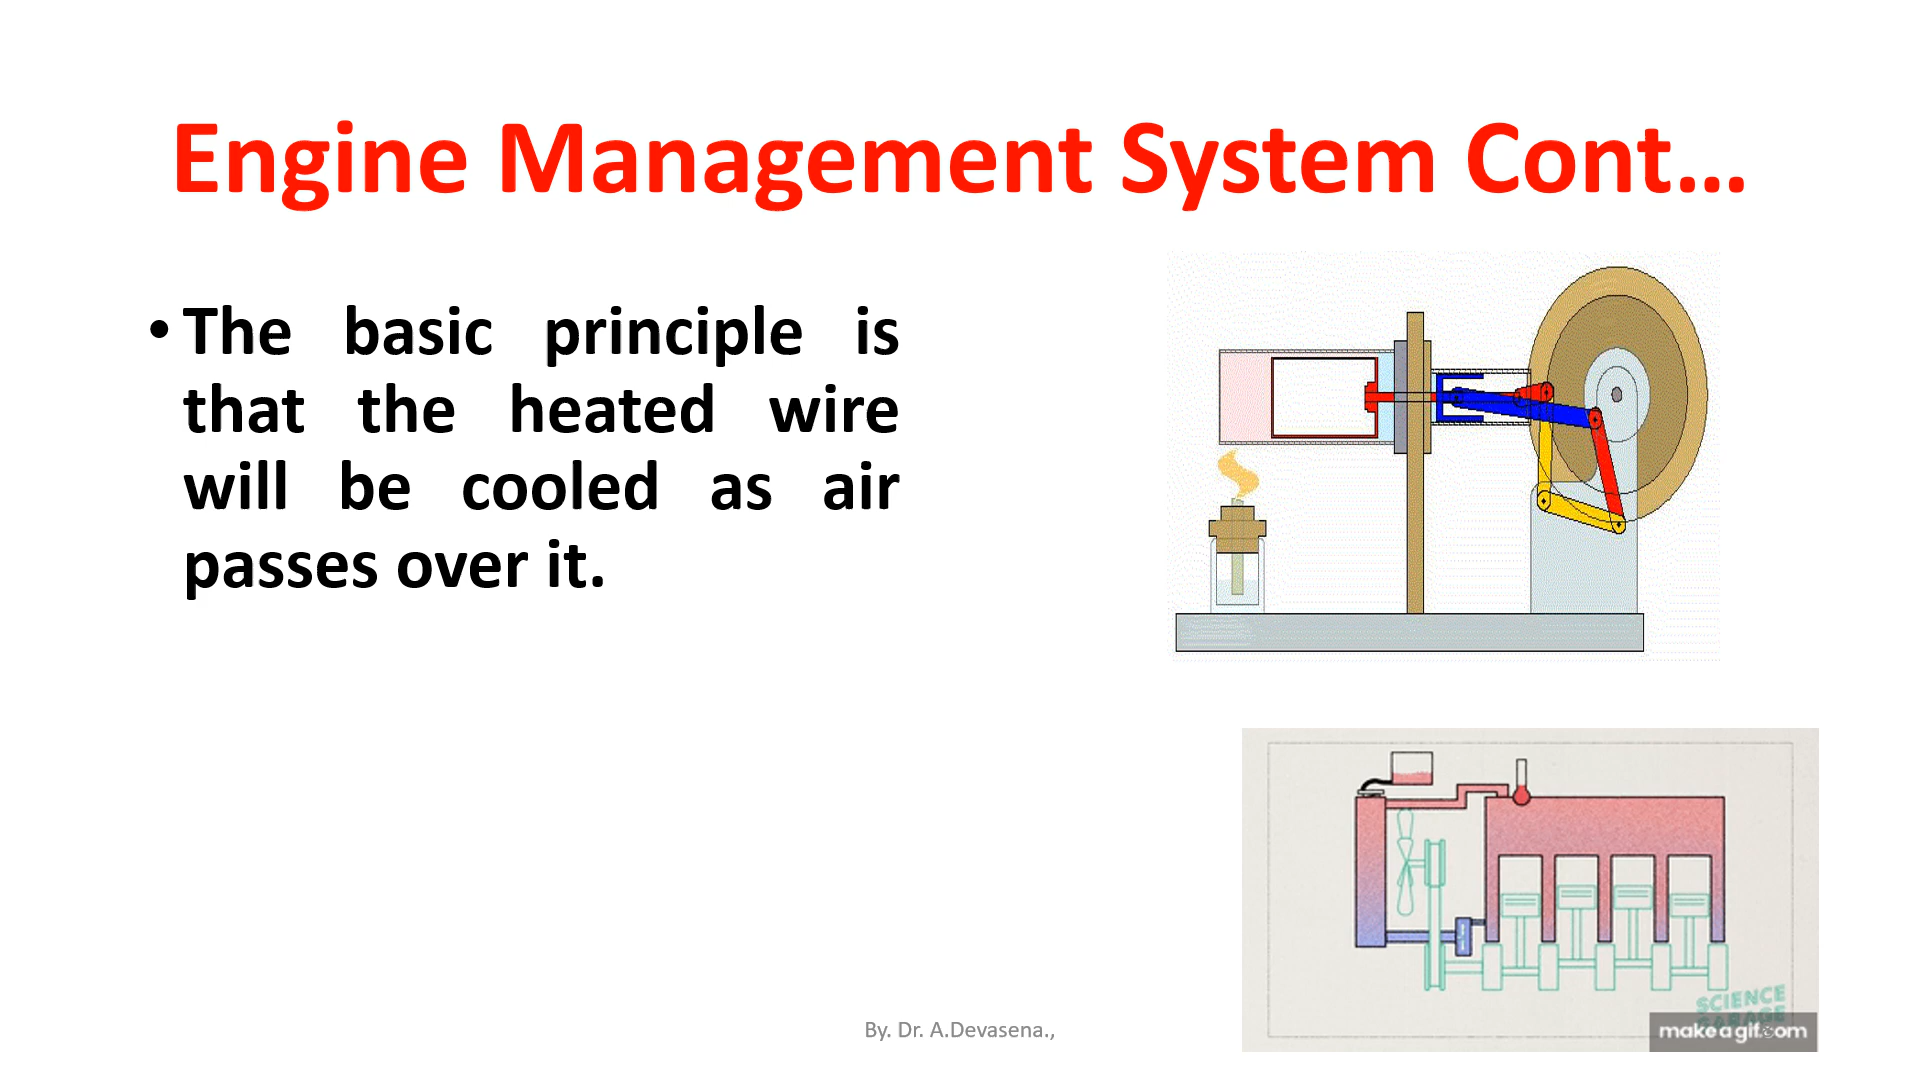 Engine Management System Cont...
• The basic principle is
that the heated wire
will be cooled as air
passes over it.
SCIENCE
GARAGE
makeagif.com
By. Dr. A.Devasena.,